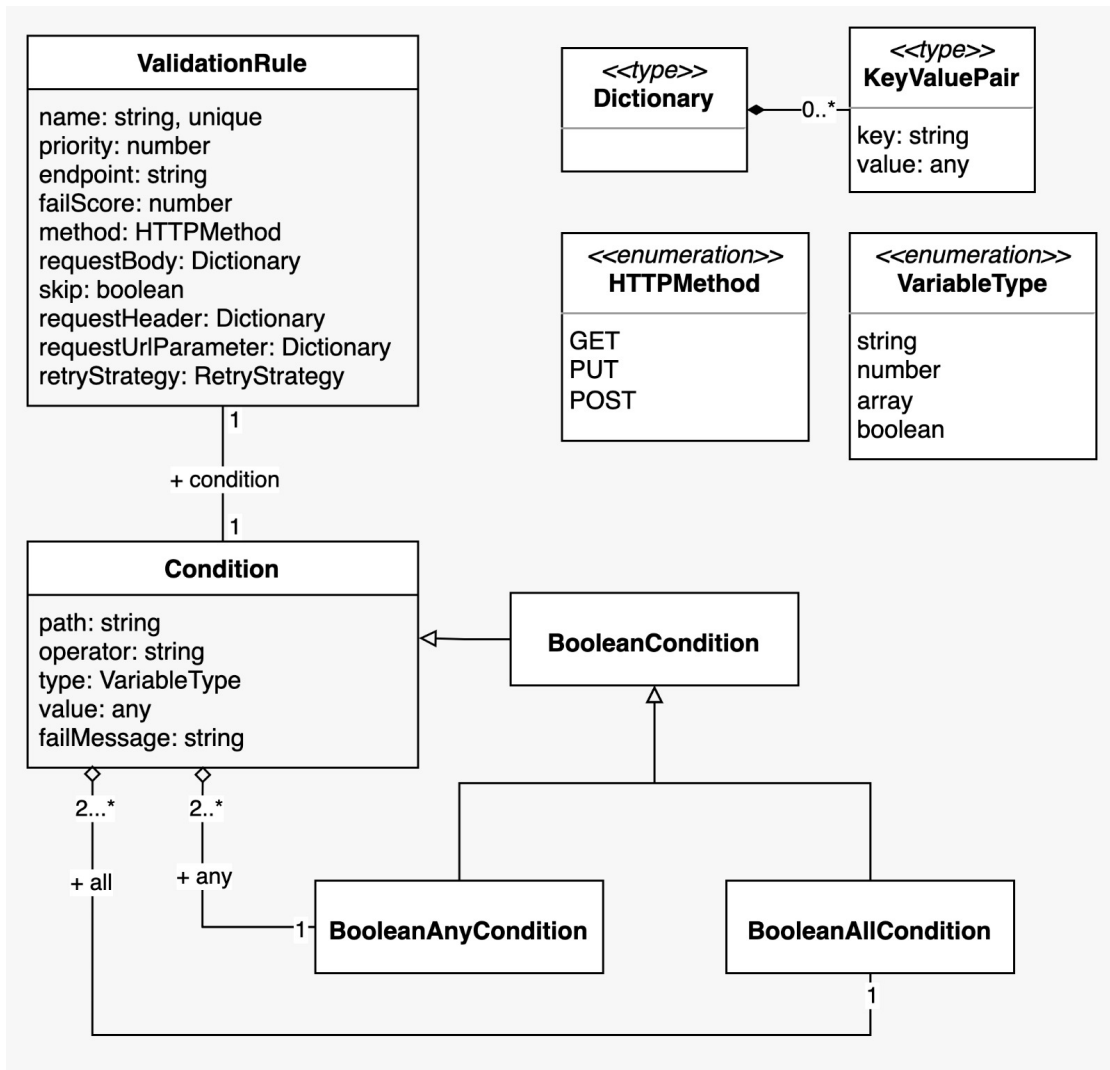 ValidationRule
name: string, unique
priority: number
endpoint: string
failScore: number
method: HTTPMethod
requestBody: Dictionary
skip: boolean
requestHeader: Dictionary
requestUrlParameter: Dictionary
retryStrategy: RetryStrategy
<<type>>
Dictionary
0..*
<<type>>
KeyValuePair
key: string
value: any
<<enumeration>>
HTTPMethod
GET
PUT
POST
<<enumeration>>
VariableType
string
number
array
boolean
1
+ condition
1
Condition
path: string
operator: string
type: VariableType
value: any
failMessage: string
BooleanCondition
2...*
2..*
+ all
+ any
1
BooleanAnyCondition
BooleanAllCondition
1